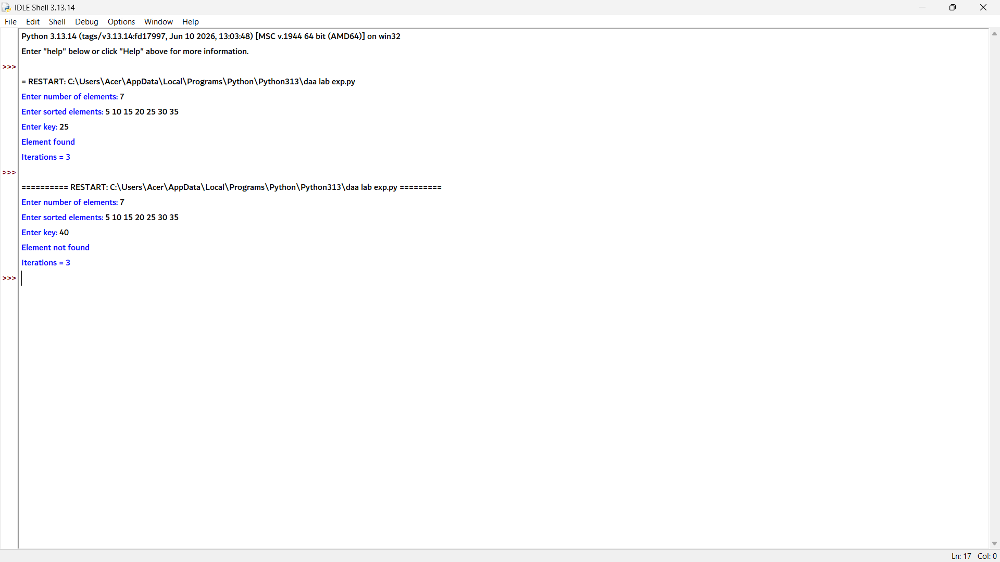 IDLE Shell 3.13.14
File Edit Shell Debug Options Window Help
Python 3.13.14 (tags/v3.13.14:fd17997, Jun 10 2026, 13:03:48) [MSC v.1944 64 bit (AMD64)] on win32
Enter "help" below or click "Help" above for more information.
>>>
= RESTART: C:\Users\Acer\AppData\Local\Programs\Python\Python313\daa lab exp.py
Enter number of elements: 7
Enter sorted elements: 5 10 15 20 25 30 35
Enter key: 25
Element found
Iterations = 3
>>>
========== RESTART: C:\Users\Acer\AppData\Local\Programs\Python\Python313\daa lab exp.py =========
Enter number of elements: 7
Enter sorted elements: 5 10 15 20 25 30 35
Enter key: 40
Element not found
Iterations = 3
>>>
Ln: 17 Col: 0